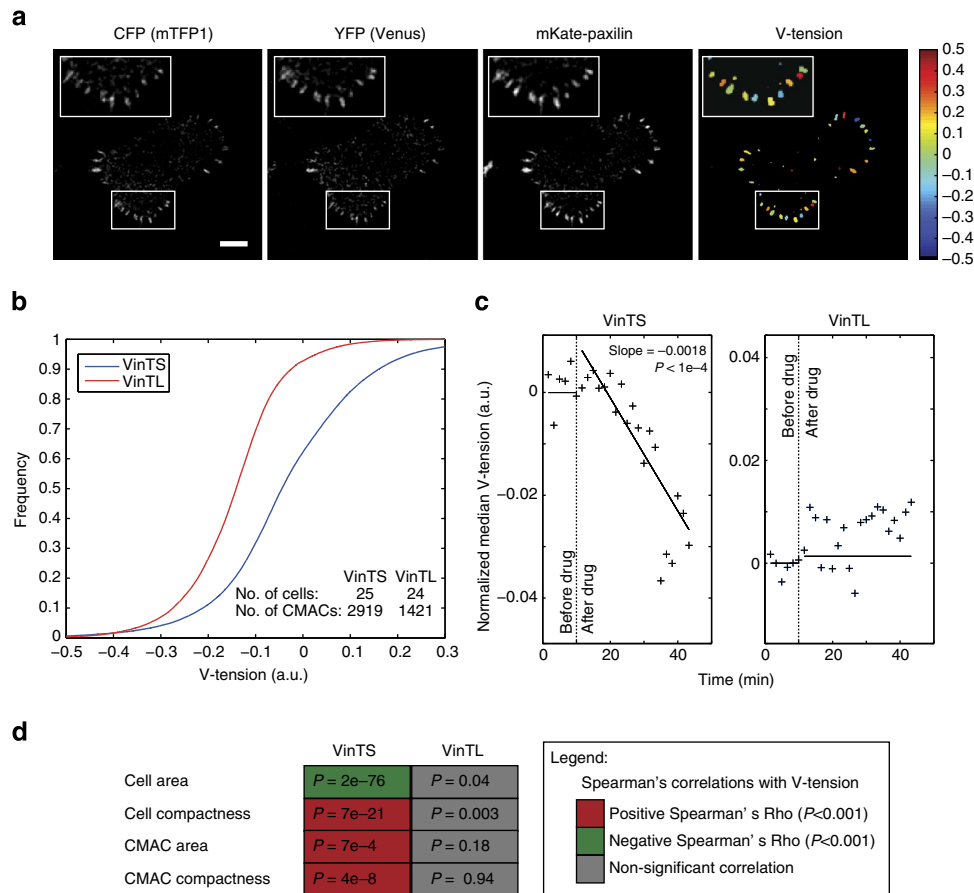 a
CFP (mTFP1) YFP (Venus) mKate-paxilin V-tension
0.5
0.4
0.3
0.2
0.1
0
−0.1
−0.2
−0.3
−0.4
−0.5
b
1
0.9
0.8
0.7
0.6
0.5
0.4
0.3
0.2
0.1
0
Frequency
VinTS
VinTL
VinTS VinTL
No. of cells: 25 24
No. of CMACs: 2919 1421
−0.5 −0.4 −0.3 −0.2 −0.1 0 0.1 0.2 0.3
V-tension (a.u.)
c
VinTS VinTL
Normalized median V-tension (a.u.)
0
−0.02
−0.04
Slope = −0.0018
P < 1e−4
Before drug
After drug
0 20 40
0.04
0.02
0
Before drug
After drug
0 20 40
Time (min)
d
VinTS VinTL
Cell area P = 2e−76 P = 0.04
Cell compactness P = 7e−21 P = 0.003
CMAC area P = 7e−4 P = 0.18
CMAC compactness P = 4e−8 P = 0.94
Legend:
Spearman's correlations with V-tension
Positive Spearman' s Rho (P<0.001)
Negative Spearman' s Rho (P<0.001)
Non-significant correlation